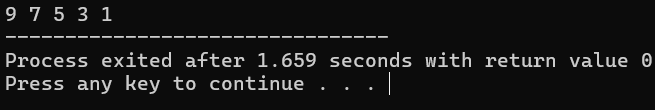 9 7 5 3 1
--------------------------------
Process exited after 1.659 seconds with return value 0
Press any key to continue . . .